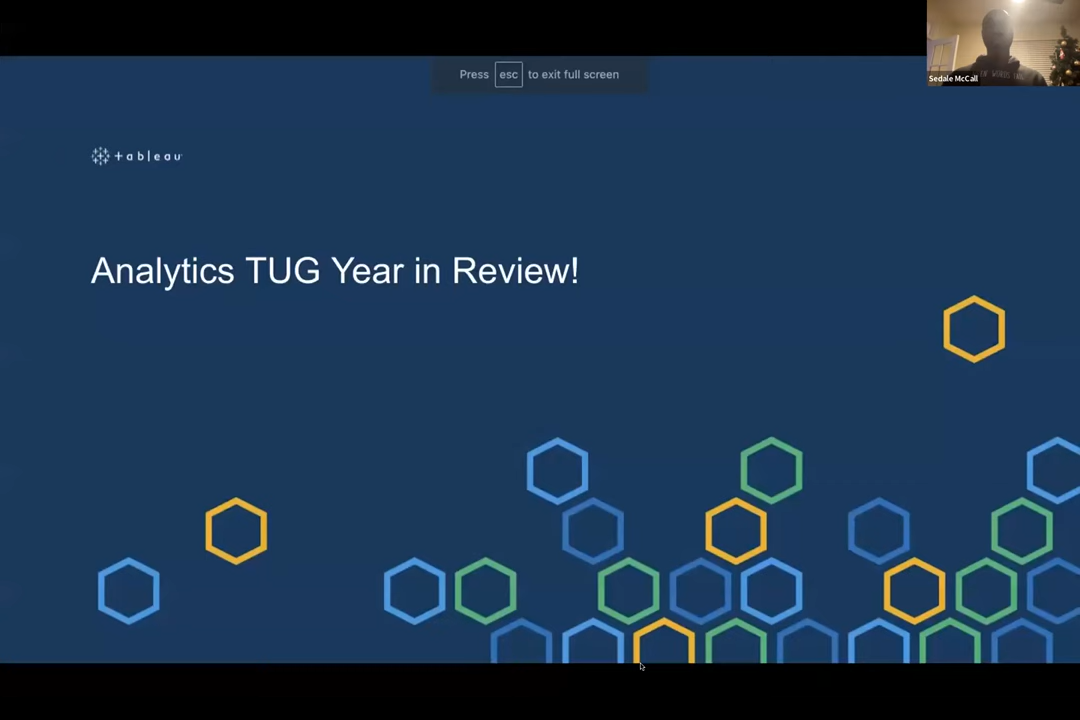 Press esc to exit full screen
Sedale McCall
tableau
Analytics TUG Year in Review!